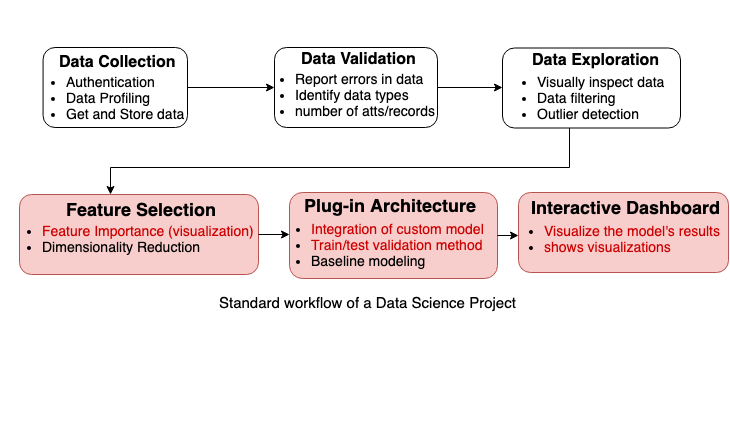 Data Collection
• Authentication
• Data Profiling
• Get and Store data
Data Validation
• Report errors in data
• Identify data types
• number of atts/records
Data Exploration
• Visually inspect data
• Data filtering
• Outlier detection
Feature Selection
• Feature Importance (visualization)
• Dimensionality Reduction
Plug-in Architecture
• Integration of custom model
• Train/test validation method
• Baseline modeling
Interactive Dashboard
• Visualize the model's results
• shows visualizations
Standard workflow of a Data Science Project